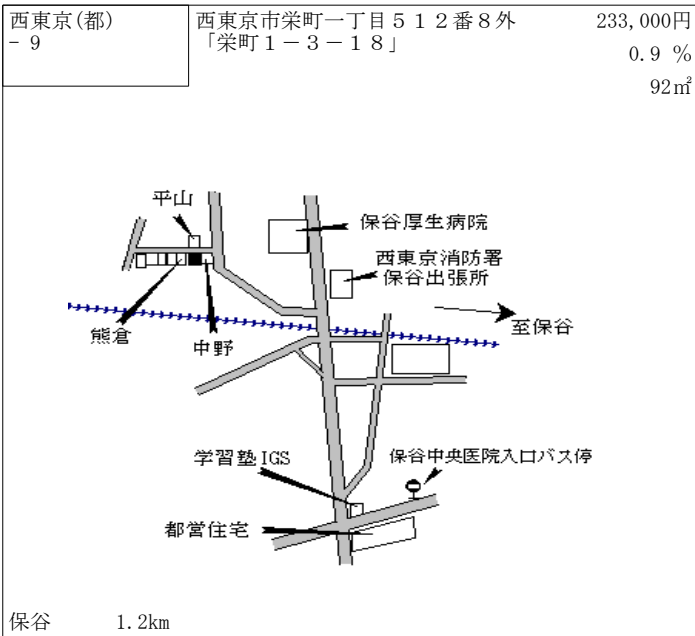 西東京(都)
- 9
西東京市栄町一丁目５１２番８外
「栄町１－３－１８」
233,000円
0.9 %
92㎡
平山
保谷厚生病院
西東京消防署
保谷出張所
至保谷
熊倉
中野
学習塾IGS
保谷中央医院入口バス停
都営住宅
保谷 1.2km